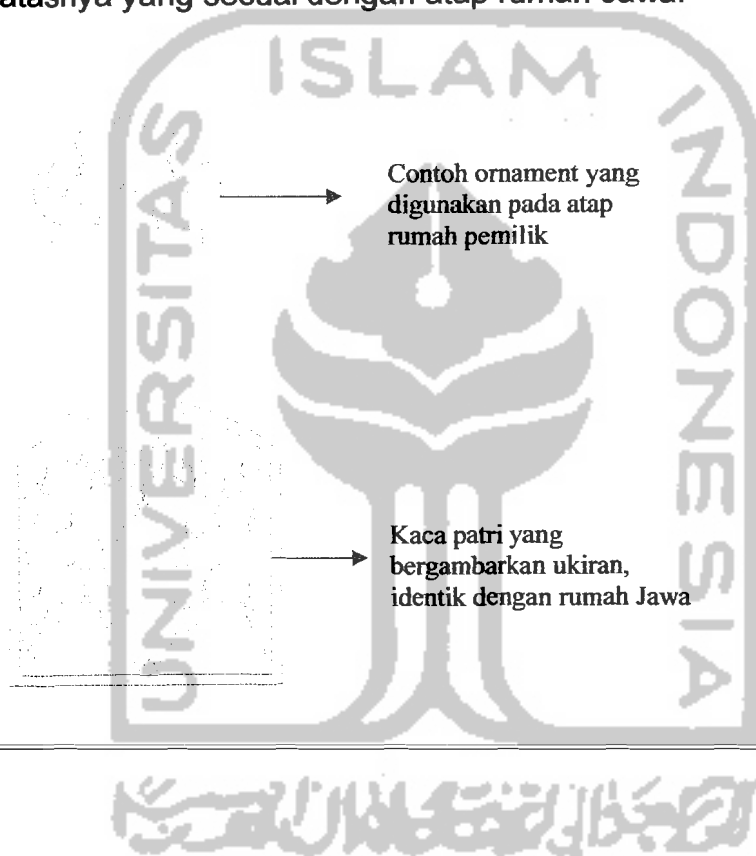 atasnya yang sesuai dengan atap rumah Jawa.
ISLAM
UNIVERSITAS
INDONESIA
Contoh ornament yang
digunakan pada atap
rumah pemilik
Kaca patri yang
bergambarkan ukiran,
identik dengan rumah Jawa